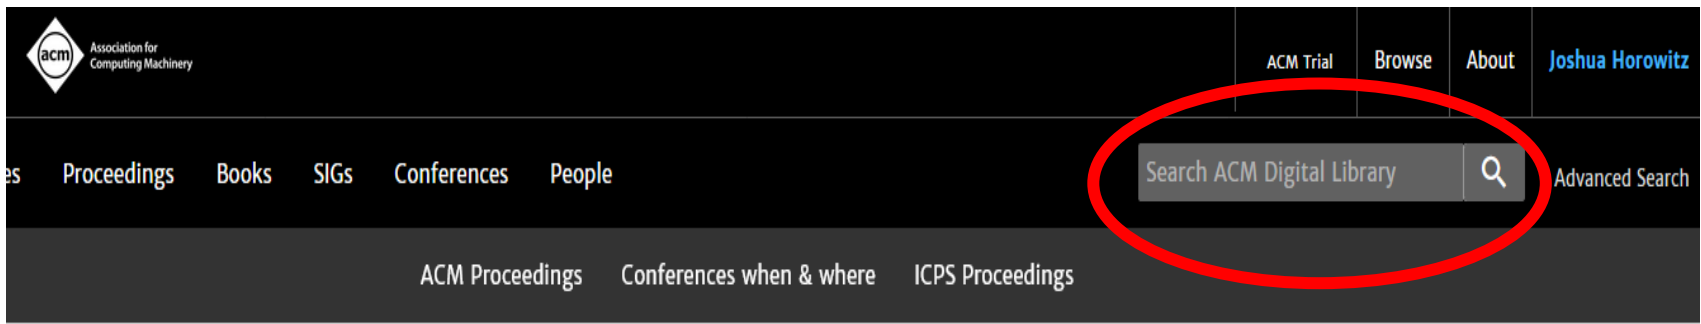 acm
Association for
Computing Machinery
ACM Trial Browse About Joshua Horowitz
es Proceedings Books SIGs Conferences People Search ACM Digital Library Advanced Search
ACM Proceedings Conferences when & where ICPS Proceedings